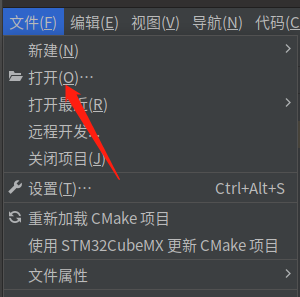 文件(F) 编辑(E) 视图(V) 导航(N) 代码(C
新建(N)
打开(O)…
打开最近(R)
远程开发...
关闭项目(J)
设置(T)… Ctrl+Alt+S
重新加载 CMake 项目
使用 STM32CubeMX 更新 CMake 项目
文件属性